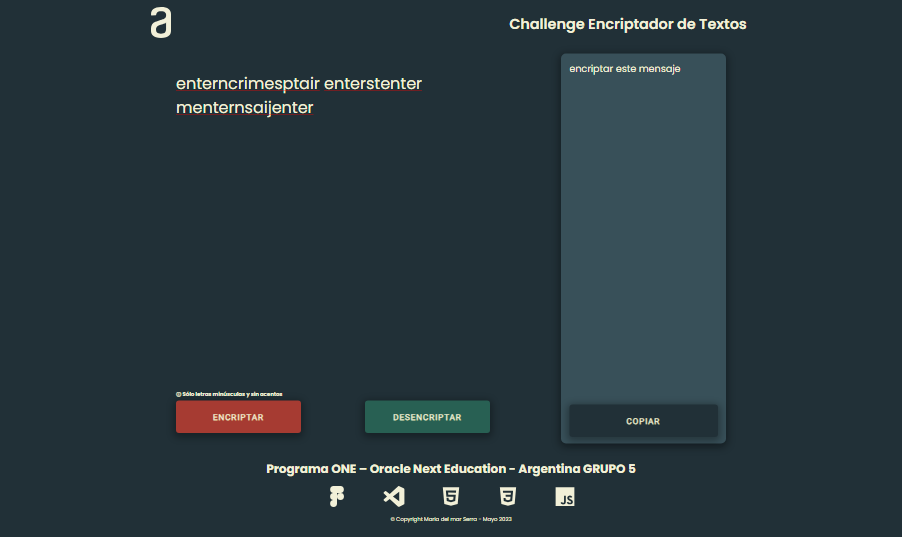 Challenge Encriptador de Textos
enterncrimesptair enterstenter
menternsaijenter
encriptar este mensaje
Sólo letras minúsculas y sin acentos
ENCRIPTAR
DESENCRIPTAR
COPIAR
Programa ONE – Oracle Next Education - Argentina GRUPO 5
5
3
JS
© Copyright María del mar Serra - Mayo 2023